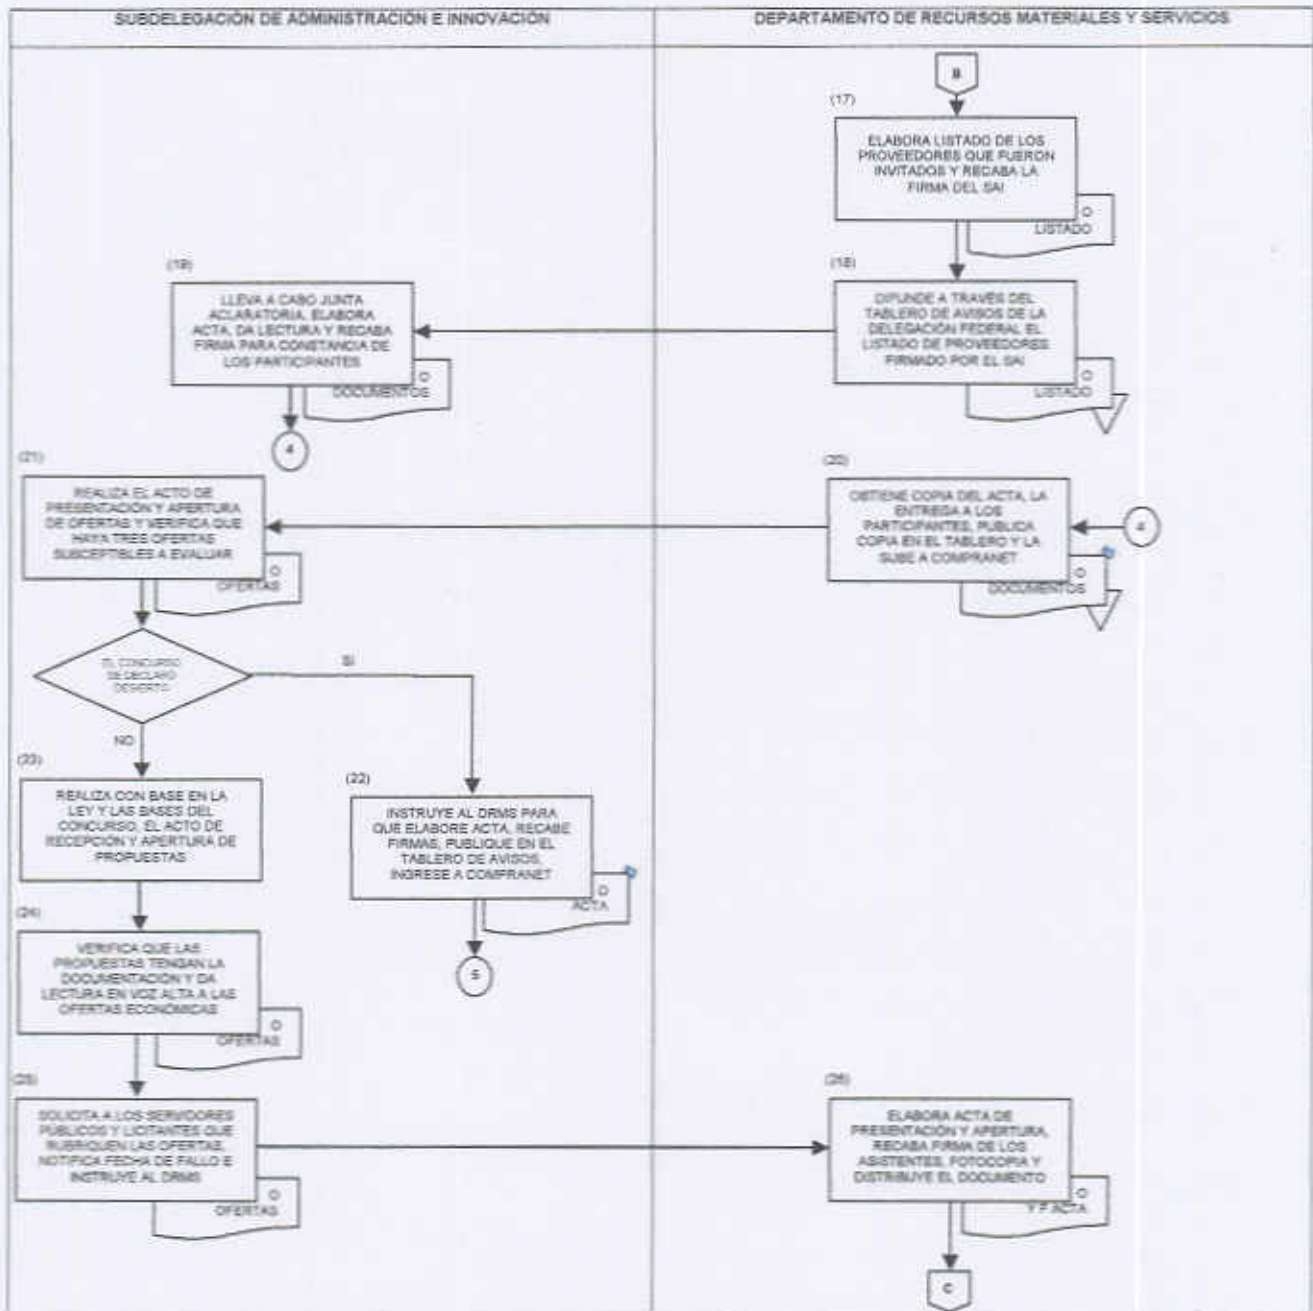 SUBDELEGACIÓN DE ADMINISTRACIÓN E INNOVACIÓN
DEPARTAMENTO DE RECURSOS MATERIALES Y SERVICIOS
B
(17)
ELABORA LISTADO DE LOS
PROVEEDORES QUE FUERON
INVITADOS Y RECABA LA
FIRMA DEL SAI
O
LISTADO
(18)
DIFUNDE A TRAVÉS DEL
TABLERO DE AVISOS DE LA
DELEGACIÓN FEDERAL EL
LISTADO DE PROVEEDORES
FIRMADO POR EL SAI
O
LISTADO
(19)
LLEVA A CABO JUNTA
ACLARATORIA, ELABORA
ACTA, DA LECTURA Y RECABA
FIRMA PARA CONSTANCIA DE
LOS PARTICIPANTES
O
DOCUMENTOS
4
(20)
OBTIENE COPIA DEL ACTA, LA
ENTREGA A LOS
PARTICIPANTES, PUBLICA
COPIA EN EL TABLERO Y LA
SUBE A COMPRANET
O
DOCUMENTOS
4
(21)
REALIZA EL ACTO DE
PRESENTACIÓN Y APERTURA
DE OFERTAS Y VERIFICA QUE
HAYA TRES OFERTAS
SUSCEPTIBLES A EVALUAR
O
OFERTAS
EL CONCURSO
SE DECLARO
DESIERTO
SI
NO
(22)
INSTRUYE AL DRMS PARA
QUE ELABORE ACTA, RECABE
FIRMAS, PUBLIQUE EN EL
TABLERO DE AVISOS,
INGRESE A COMPRANET
O
ACTA
5
(23)
REALIZA CON BASE EN LA
LEY Y LAS BASES DEL
CONCURSO, EL ACTO DE
RECEPCIÓN Y APERTURA DE
PROPUESTAS
(24)
VERIFICA QUE LAS
PROPUESTAS TENGAN LA
DOCUMENTACIÓN Y DA
LECTURA EN VOZ ALTA A LAS
OFERTAS ECONÓMICAS
O
OFERTAS
(25)
SOLICITA A LOS SERVIDORES
PÚBLICOS Y LICITANTES QUE
RUBRIQUEN LAS OFERTAS,
NOTIFICA FECHA DE FALLO E
INSTRUYE AL DRMS
O
OFERTAS
(26)
ELABORA ACTA DE
PRESENTACIÓN Y APERTURA,
RECABA FIRMA DE LOS
ASISTENTES, FOTOCOPIA Y
DISTRIBUYE EL DOCUMENTO
O
Y F ACTA
C